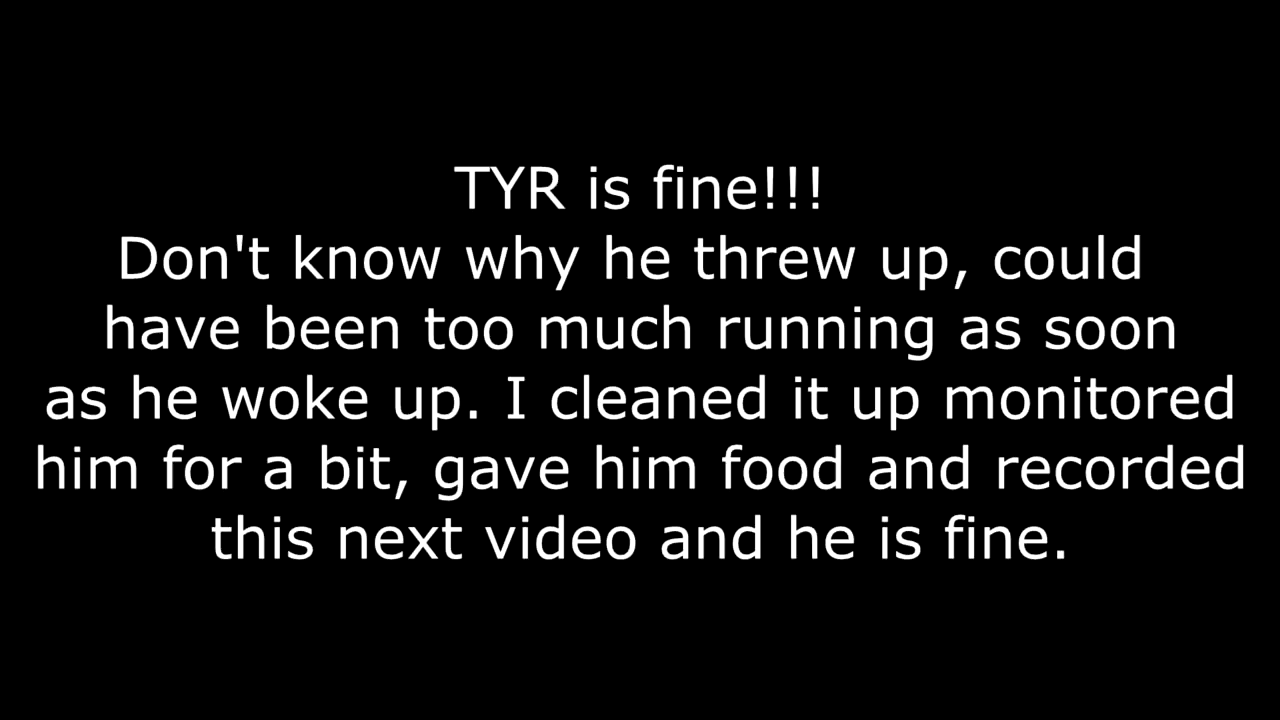 TYR is fine!!!
Don't know why he threw up, could
have been too much running as soon
as he woke up. I cleaned it up monitored
him for a bit, gave him food and recorded
this next video and he is fine.